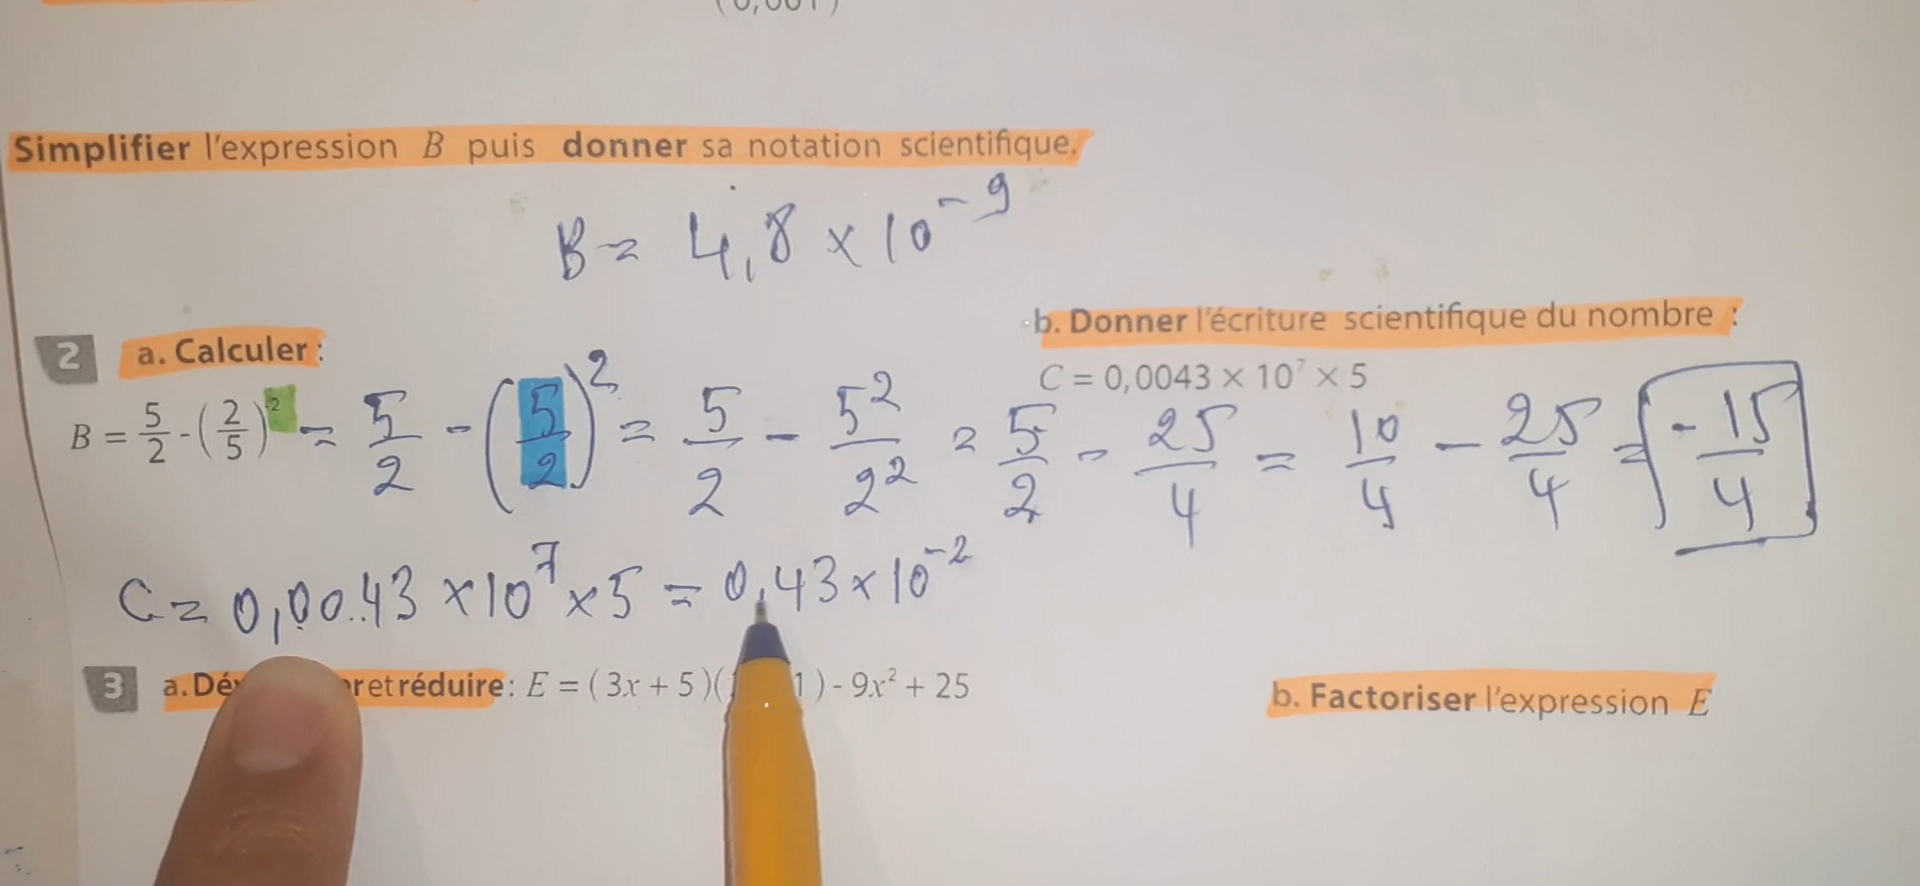 Simplifier l'expression B puis donner sa notation scientifique.
B = 4,8 × 10⁻⁹
2 a. Calculer :
b. Donner l'écriture scientifique du nombre :
C = 0,0043 × 10⁷ × 5
B = 5/2 - (2/5)⁻² = 5/2 - (5/2)² = 5/2 - 5²/2² = 5/2 - 25/4 = 10/4 - 25/4 = -15/4
C = 0,0043 × 10⁷ × 5 = 0,43 × 10⁻²
3 a. et réduire : E = (3x + 5)( 1) - 9x² + 25
b. Factoriser l'expression E